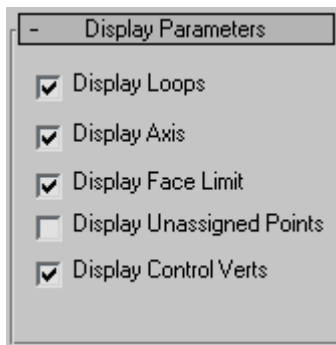 - Display Parameters
Display Loops
Display Axis
Display Face Limit
Display Unassigned Points
Display Control Verts